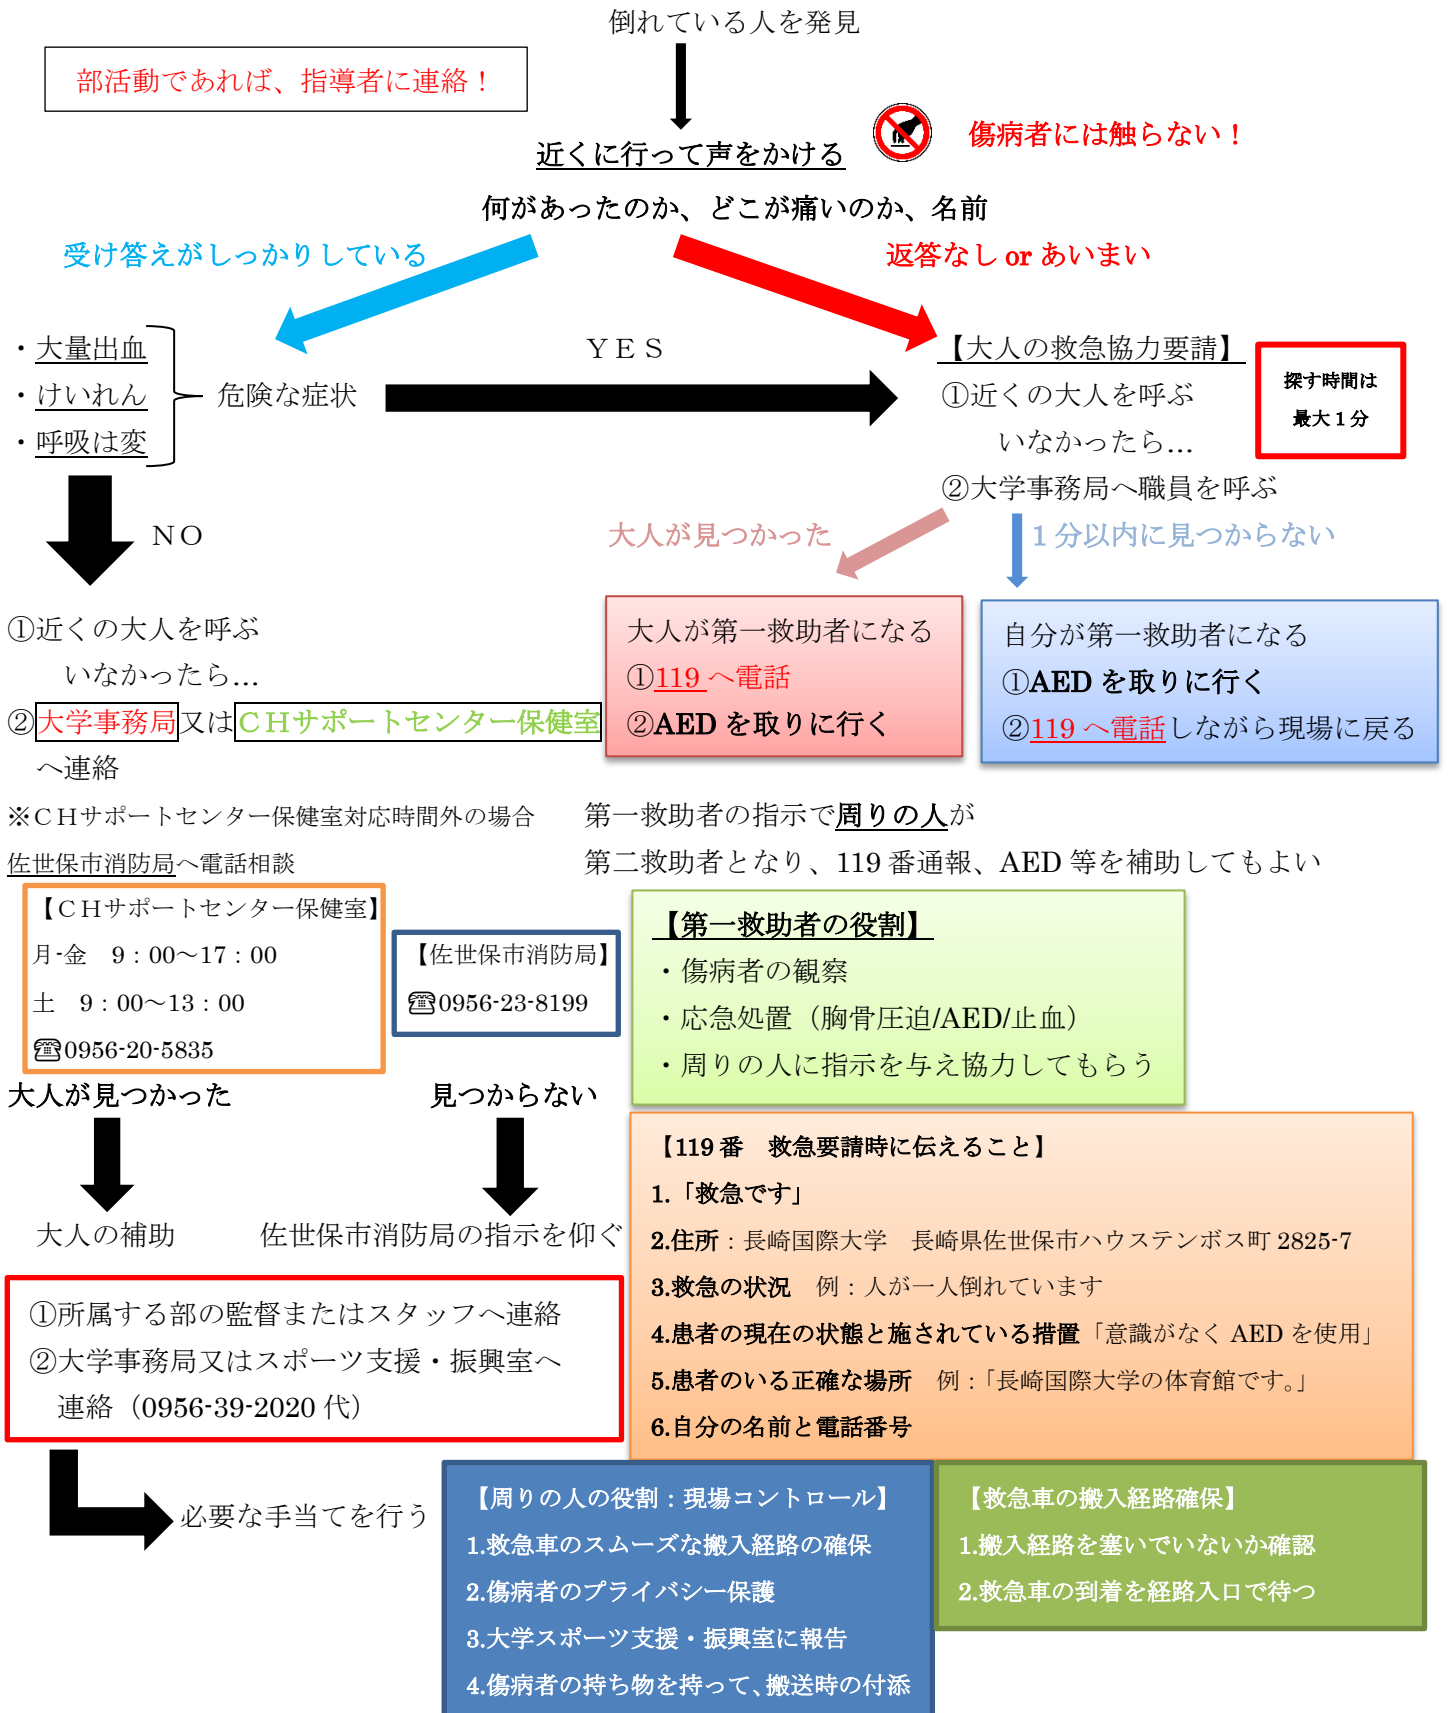 倒れている人を発見
部活動であれば、指導者に連絡！
傷病者には触らない！
近くに行って声をかける
何があったのか、どこが痛いのか、名前
受け答えがしっかりしている
返答なし or あいまい
・大量出血
・けいれん
・呼吸は変
危険な症状
ＹＥＳ
【大人の救急協力要請】
①近くの大人を呼ぶ
いなかったら…
②大学事務局へ職員を呼ぶ
探す時間は
最大１分
ＮＯ
大人が見つかった
１分以内に見つからない
①近くの大人を呼ぶ
いなかったら…
②大学事務局又はＣＨサポートセンター保健室
へ連絡
大人が第一救助者になる
①119 へ電話
②AED を取りに行く
自分が第一救助者になる
①AED を取りに行く
②119 へ電話しながら現場に戻る
※ＣＨサポートセンター保健室対応時間外の場合
佐世保市消防局へ電話相談
第一救助者の指示で周りの人が
第二救助者となり、119 番通報、AED 等を補助してもよい
【ＣＨサポートセンター保健室】
月-金　9：00～17：00
土　9：00～13：00
☎0956-20-5835
【佐世保市消防局】
☎0956-23-8199
【第一救助者の役割】
・傷病者の観察
・応急処置（胸骨圧迫/AED/止血）
・周りの人に指示を与え協力してもらう
大人が見つかった
見つからない
大人の補助
佐世保市消防局の指示を仰ぐ
【119 番　救急要請時に伝えること】
1.「救急です」
2.住所：長崎国際大学　長崎県佐世保市ハウステンボス町 2825-7
3.救急の状況　例：人が一人倒れています
4.患者の現在の状態と施されている措置「意識がなく AED を使用」
5.患者のいる正確な場所　例：「長崎国際大学の体育館です。」
6.自分の名前と電話番号
①所属する部の監督またはスタッフへ連絡
②大学事務局又はスポーツ支援・振興室へ
連絡（0956-39-2020 代）
必要な手当てを行う
【周りの人の役割：現場コントロール】
1.救急車のスムーズな搬入経路の確保
2.傷病者のプライバシー保護
3.大学スポーツ支援・振興室に報告
4.傷病者の持ち物を持って、搬送時の付添
【救急車の搬入経路確保】
1.搬入経路を塞いでいないか確認
2.救急車の到着を経路入口で待つ